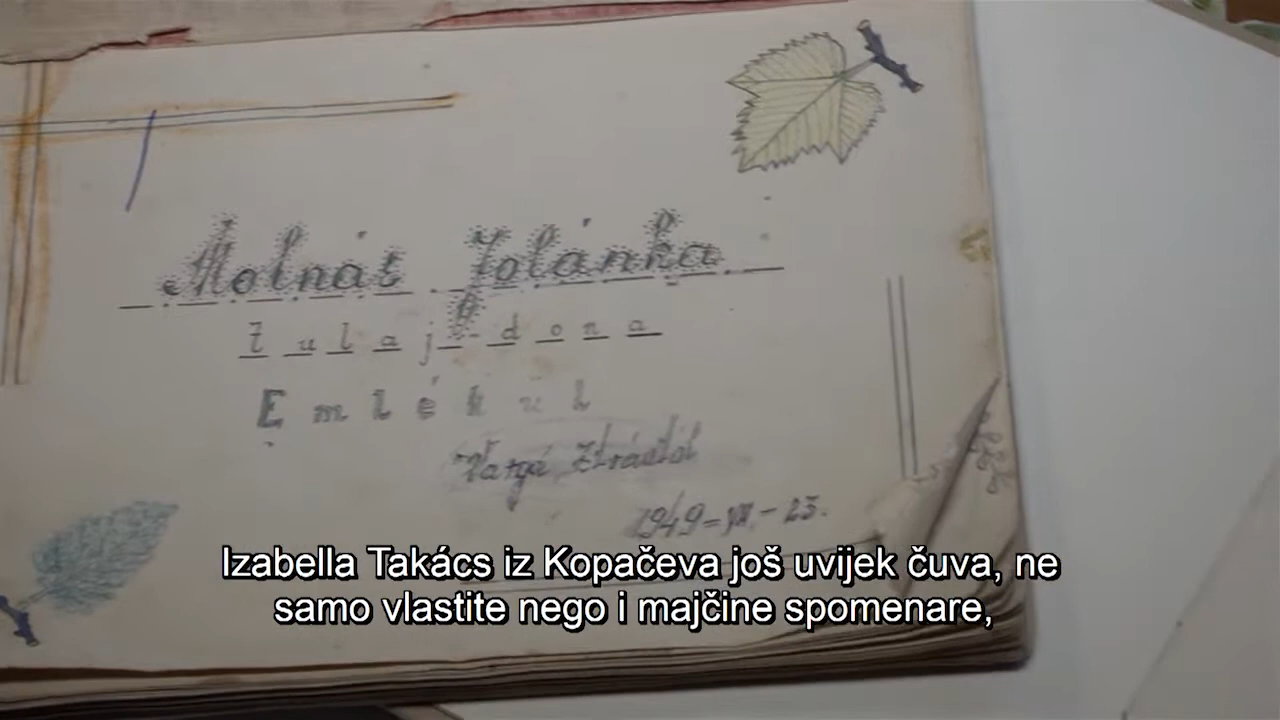 Molnár Jolánka
Tulajdona
Emlékül
Varga
1949-VII-23.
Izabella Takács iz Kopačeva još uvijek čuva, ne
samo vlastite nego i majčine spomenare,